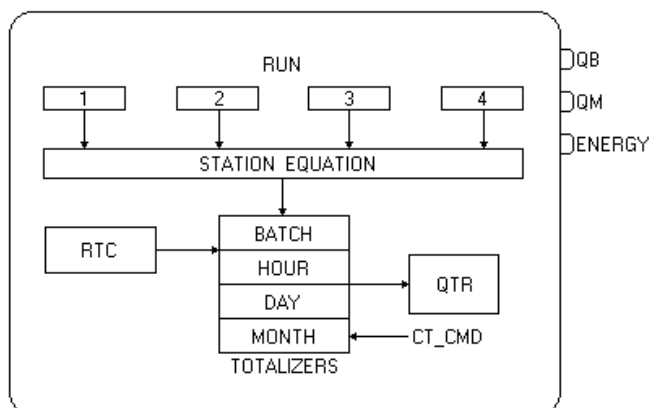 QB
RUN
1 2 3 4
QM
ENERGY
STATION EQUATION
BATCH
RTC
HOUR
QTR
DAY
MONTH
CT_CMD
TOTALIZERS